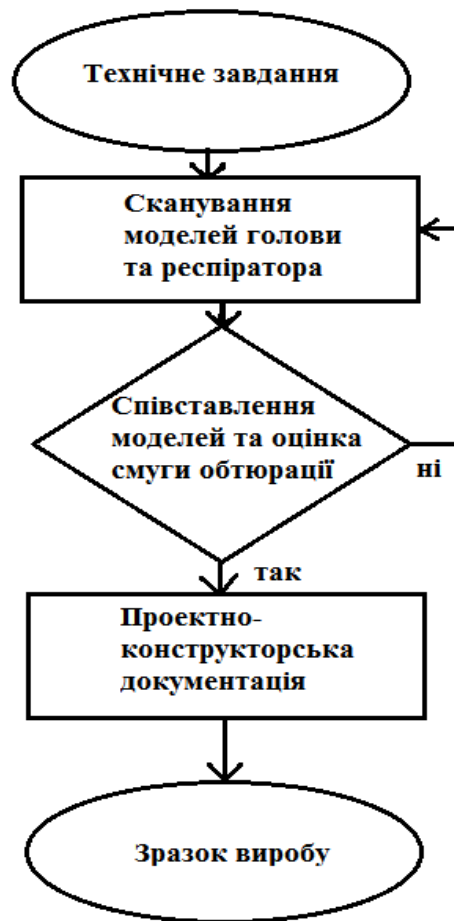 Технічне завдання
Сканування
моделей голови
та респіратора
Співставлення
моделей та оцінка
смуги обтюрації
ні
так
Проектно-
конструкторська
документація
Зразок виробу